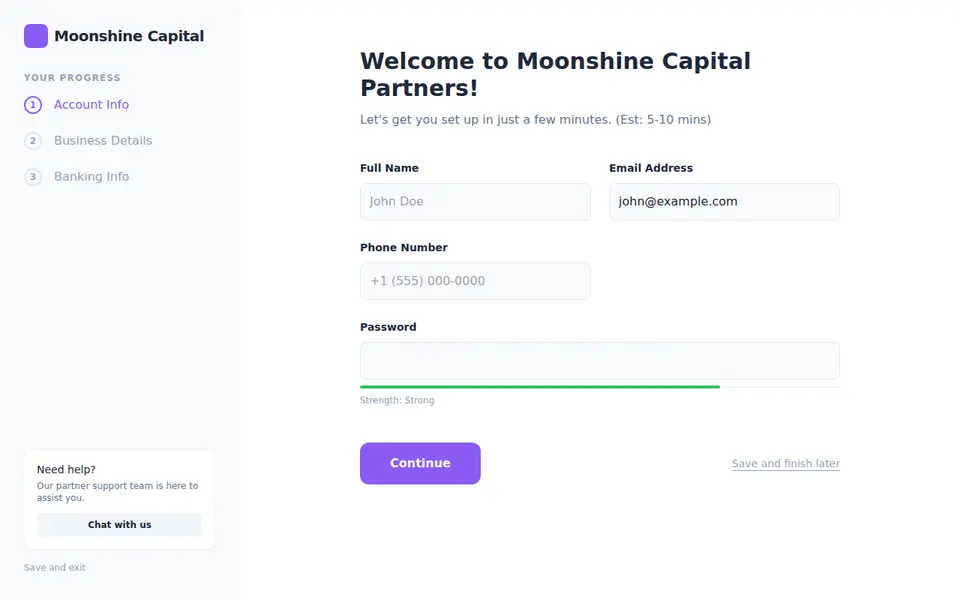 Moonshine Capital
YOUR PROGRESS
1 Account Info
2 Business Details
3 Banking Info
Need help?
Our partner support team is here to
assist you.
Chat with us
Save and exit
Welcome to Moonshine Capital
Partners!
Let's get you set up in just a few minutes. (Est: 5-10 mins)
Full Name
John Doe
Email Address
john@example.com
Phone Number
+1 (555) 000-0000
Password
Strength: Strong
Continue
Save and finish later